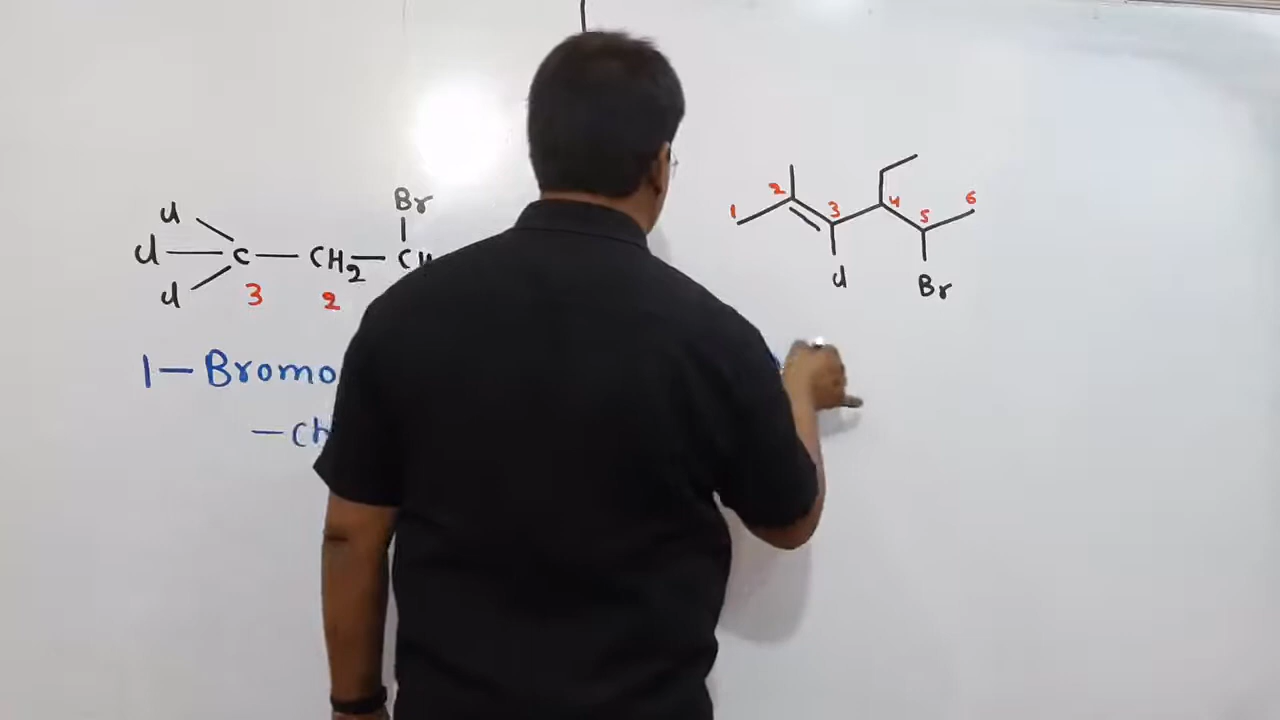 Br
Cl
Cl — C — CH2 — CH
Cl
3 2
1 — Bromo
— Ch
1 2 3 4 5 6
Cl
Br